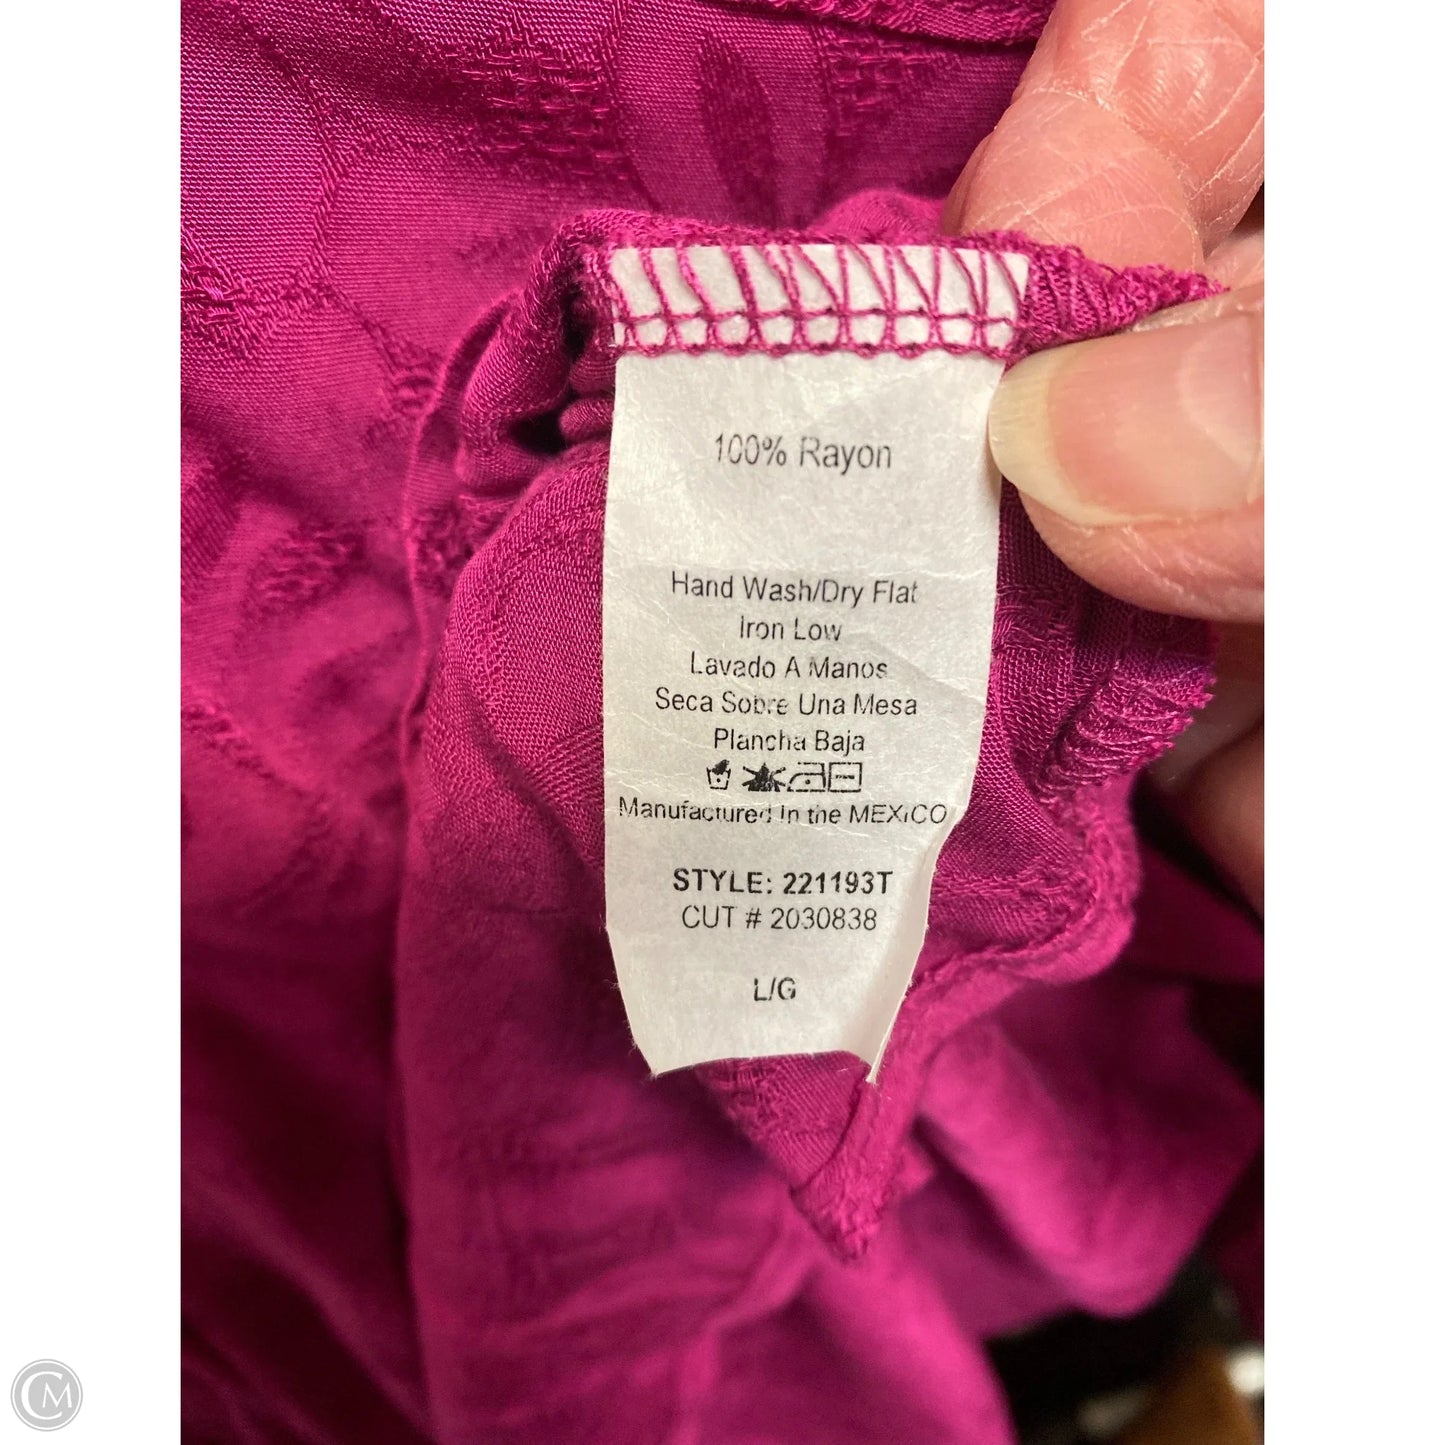 100% Rayon
Hand Wash/Dry Flat
Iron Low
Lavado A Manos
Seca Sobre Una Mesa
Plancha Baja
Manufactured In the MEXICO
STYLE: 221193T
CUT # 2030838
L/G
CM